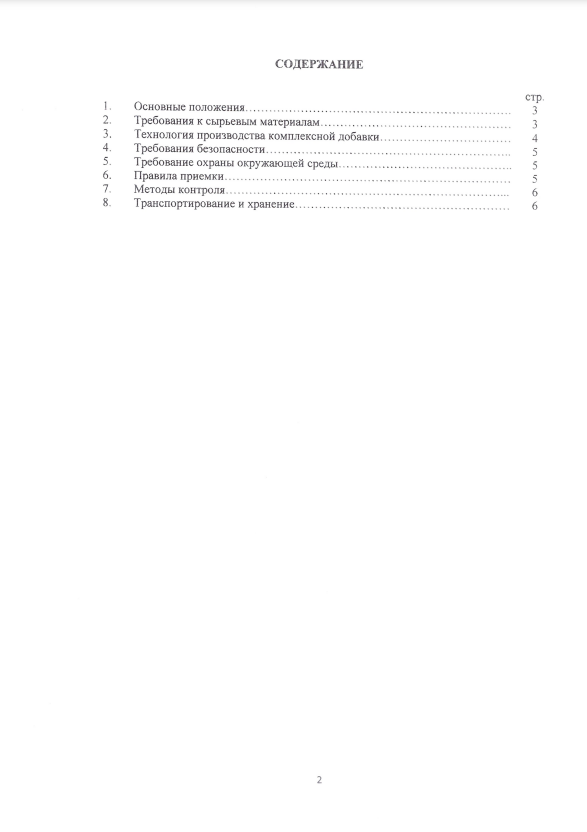 СОДЕРЖАНИЕ
стр.
1. Основные положения 3
2. Требования к сырьевым материалам 3
3. Технология производства комплексной добавки 4
4. Требования безопасности 5
5. Требование охраны окружающей среды 5
6. Правила приемки 5
7. Методы контроля 6
8. Транспортирование и хранение 6
2